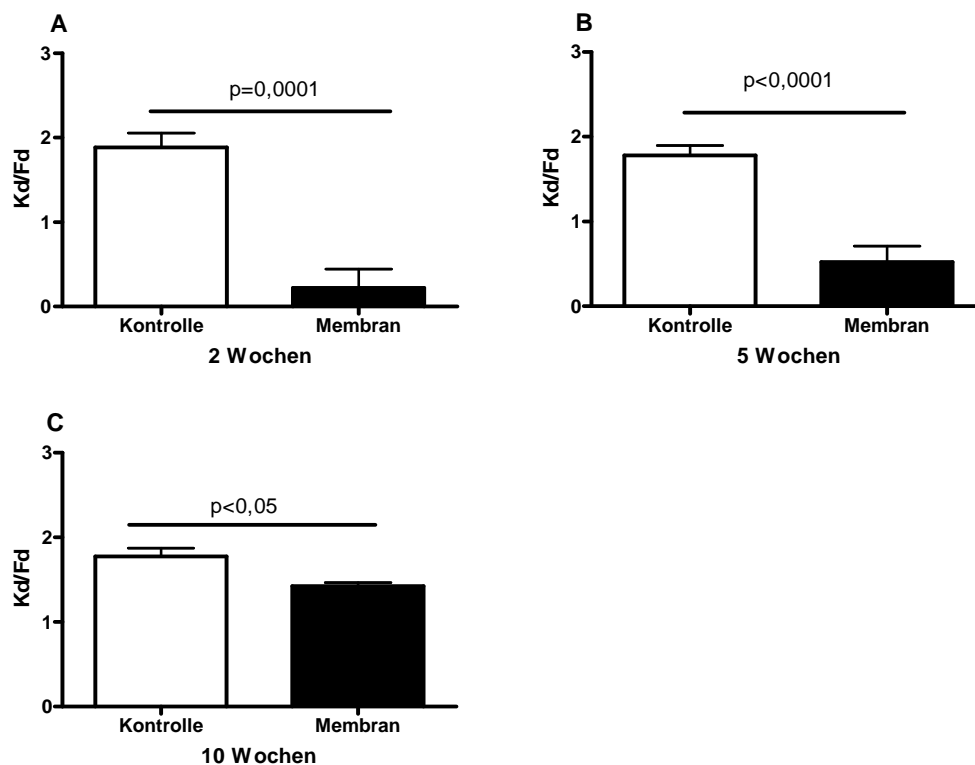 A
Kd/Fd
3
2
1
0
p=0,0001
Kontrolle Membran
2 Wochen
B
Kd/Fd
3
2
1
0
p<0,0001
Kontrolle Membran
5 Wochen
C
Kd/Fd
3
2
1
0
p<0,05
Kontrolle Membran
10 Wochen